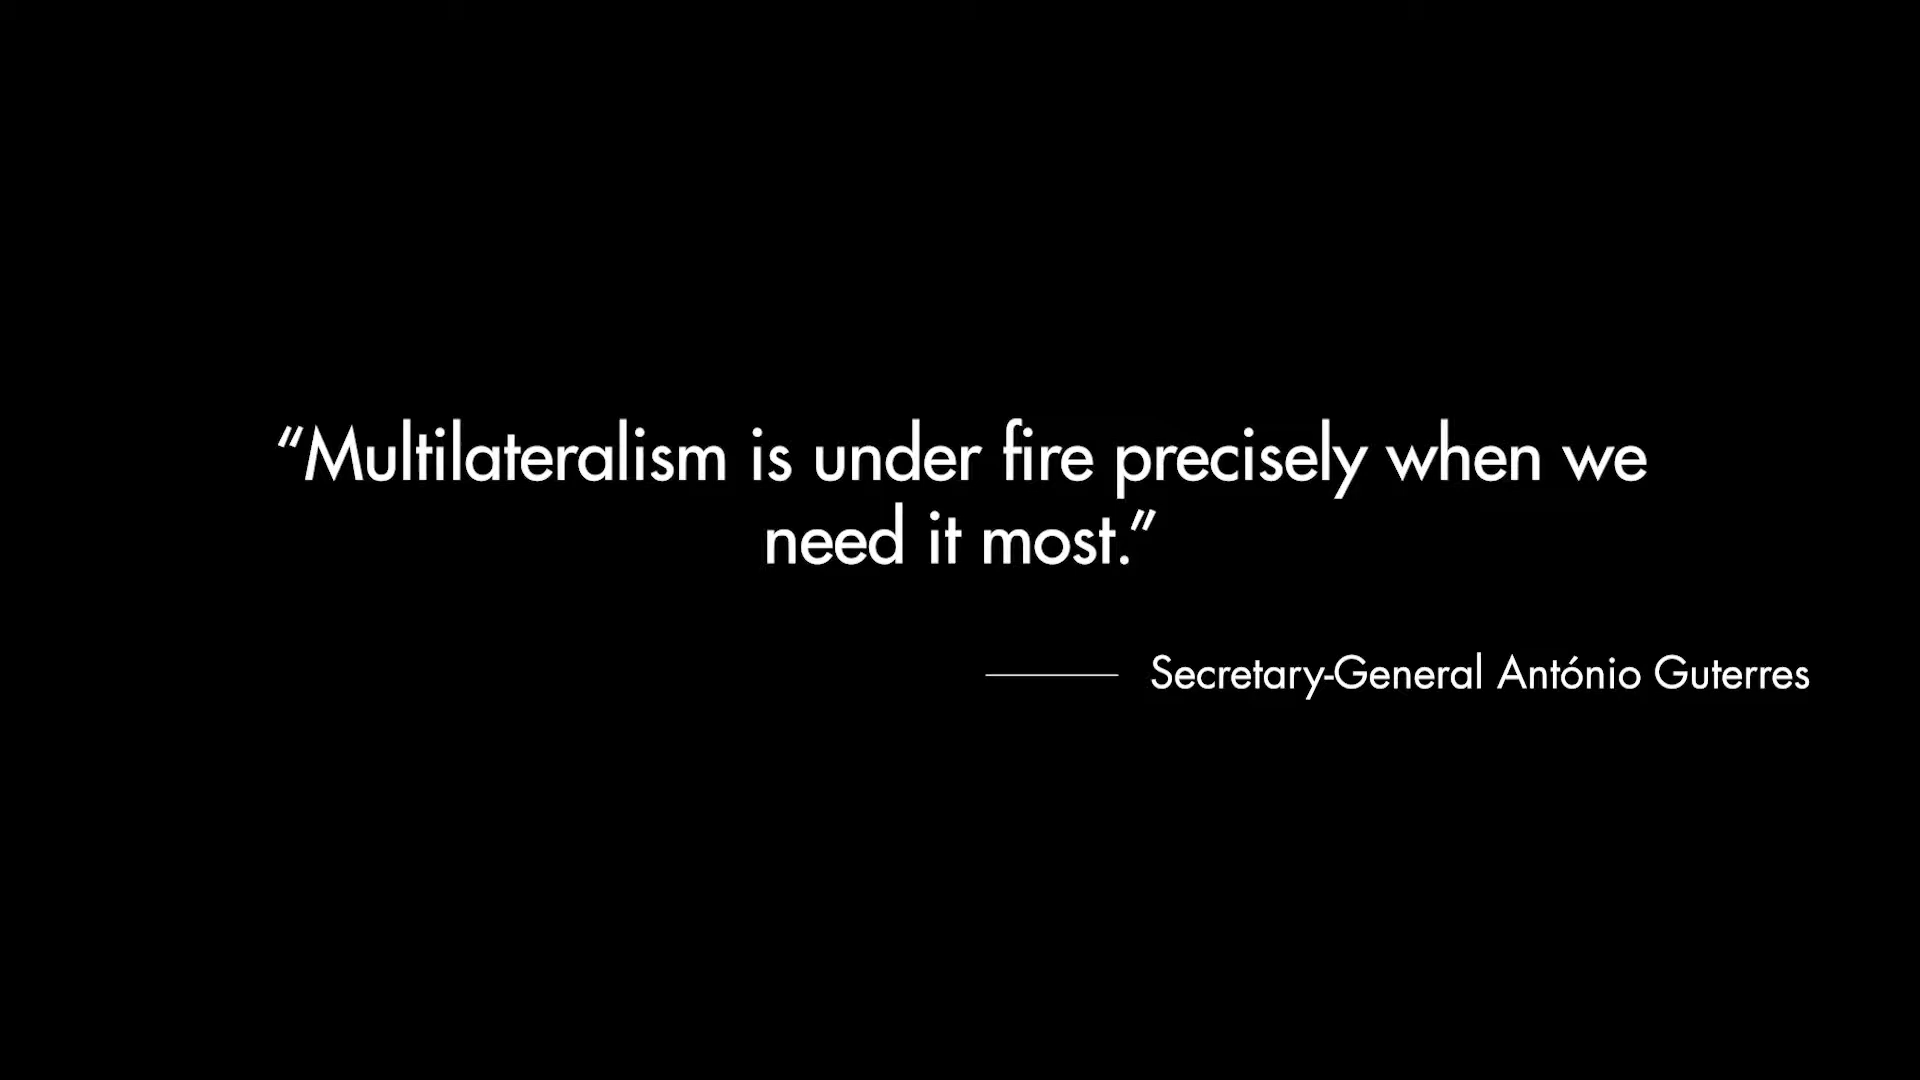 “Multilateralism is under fire precisely when we
need it most.”
Secretary-General António Guterres